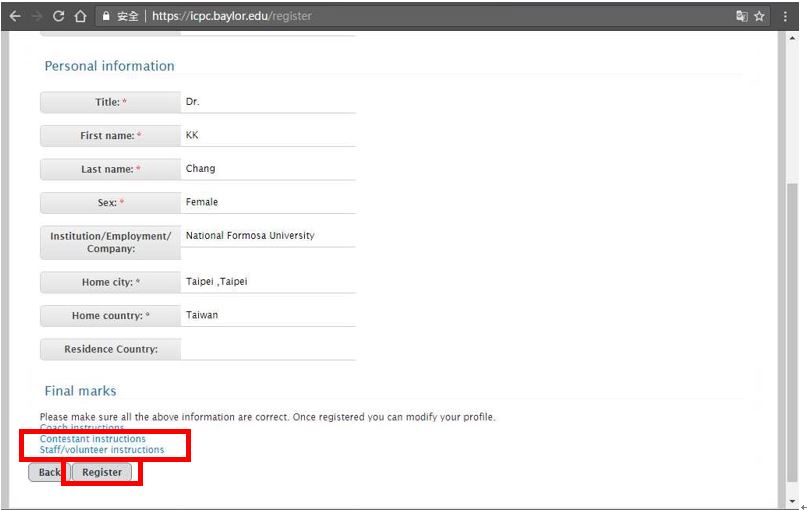 安全 https://icpc.baylor.edu/register
Personal information
Title: * Dr.
First name: * KK
Last name: * Chang
Sex: * Female
Institution/Employment/ National Formosa University
Company:
Home city: * Taipei ,Taipei
Home country: * Taiwan
Residence Country:
Final marks
Please make sure all the above information are correct. Once registered you can modify your profile.
Coach instructions
Contestant instructions
Staff/volunteer instructions
Back Register